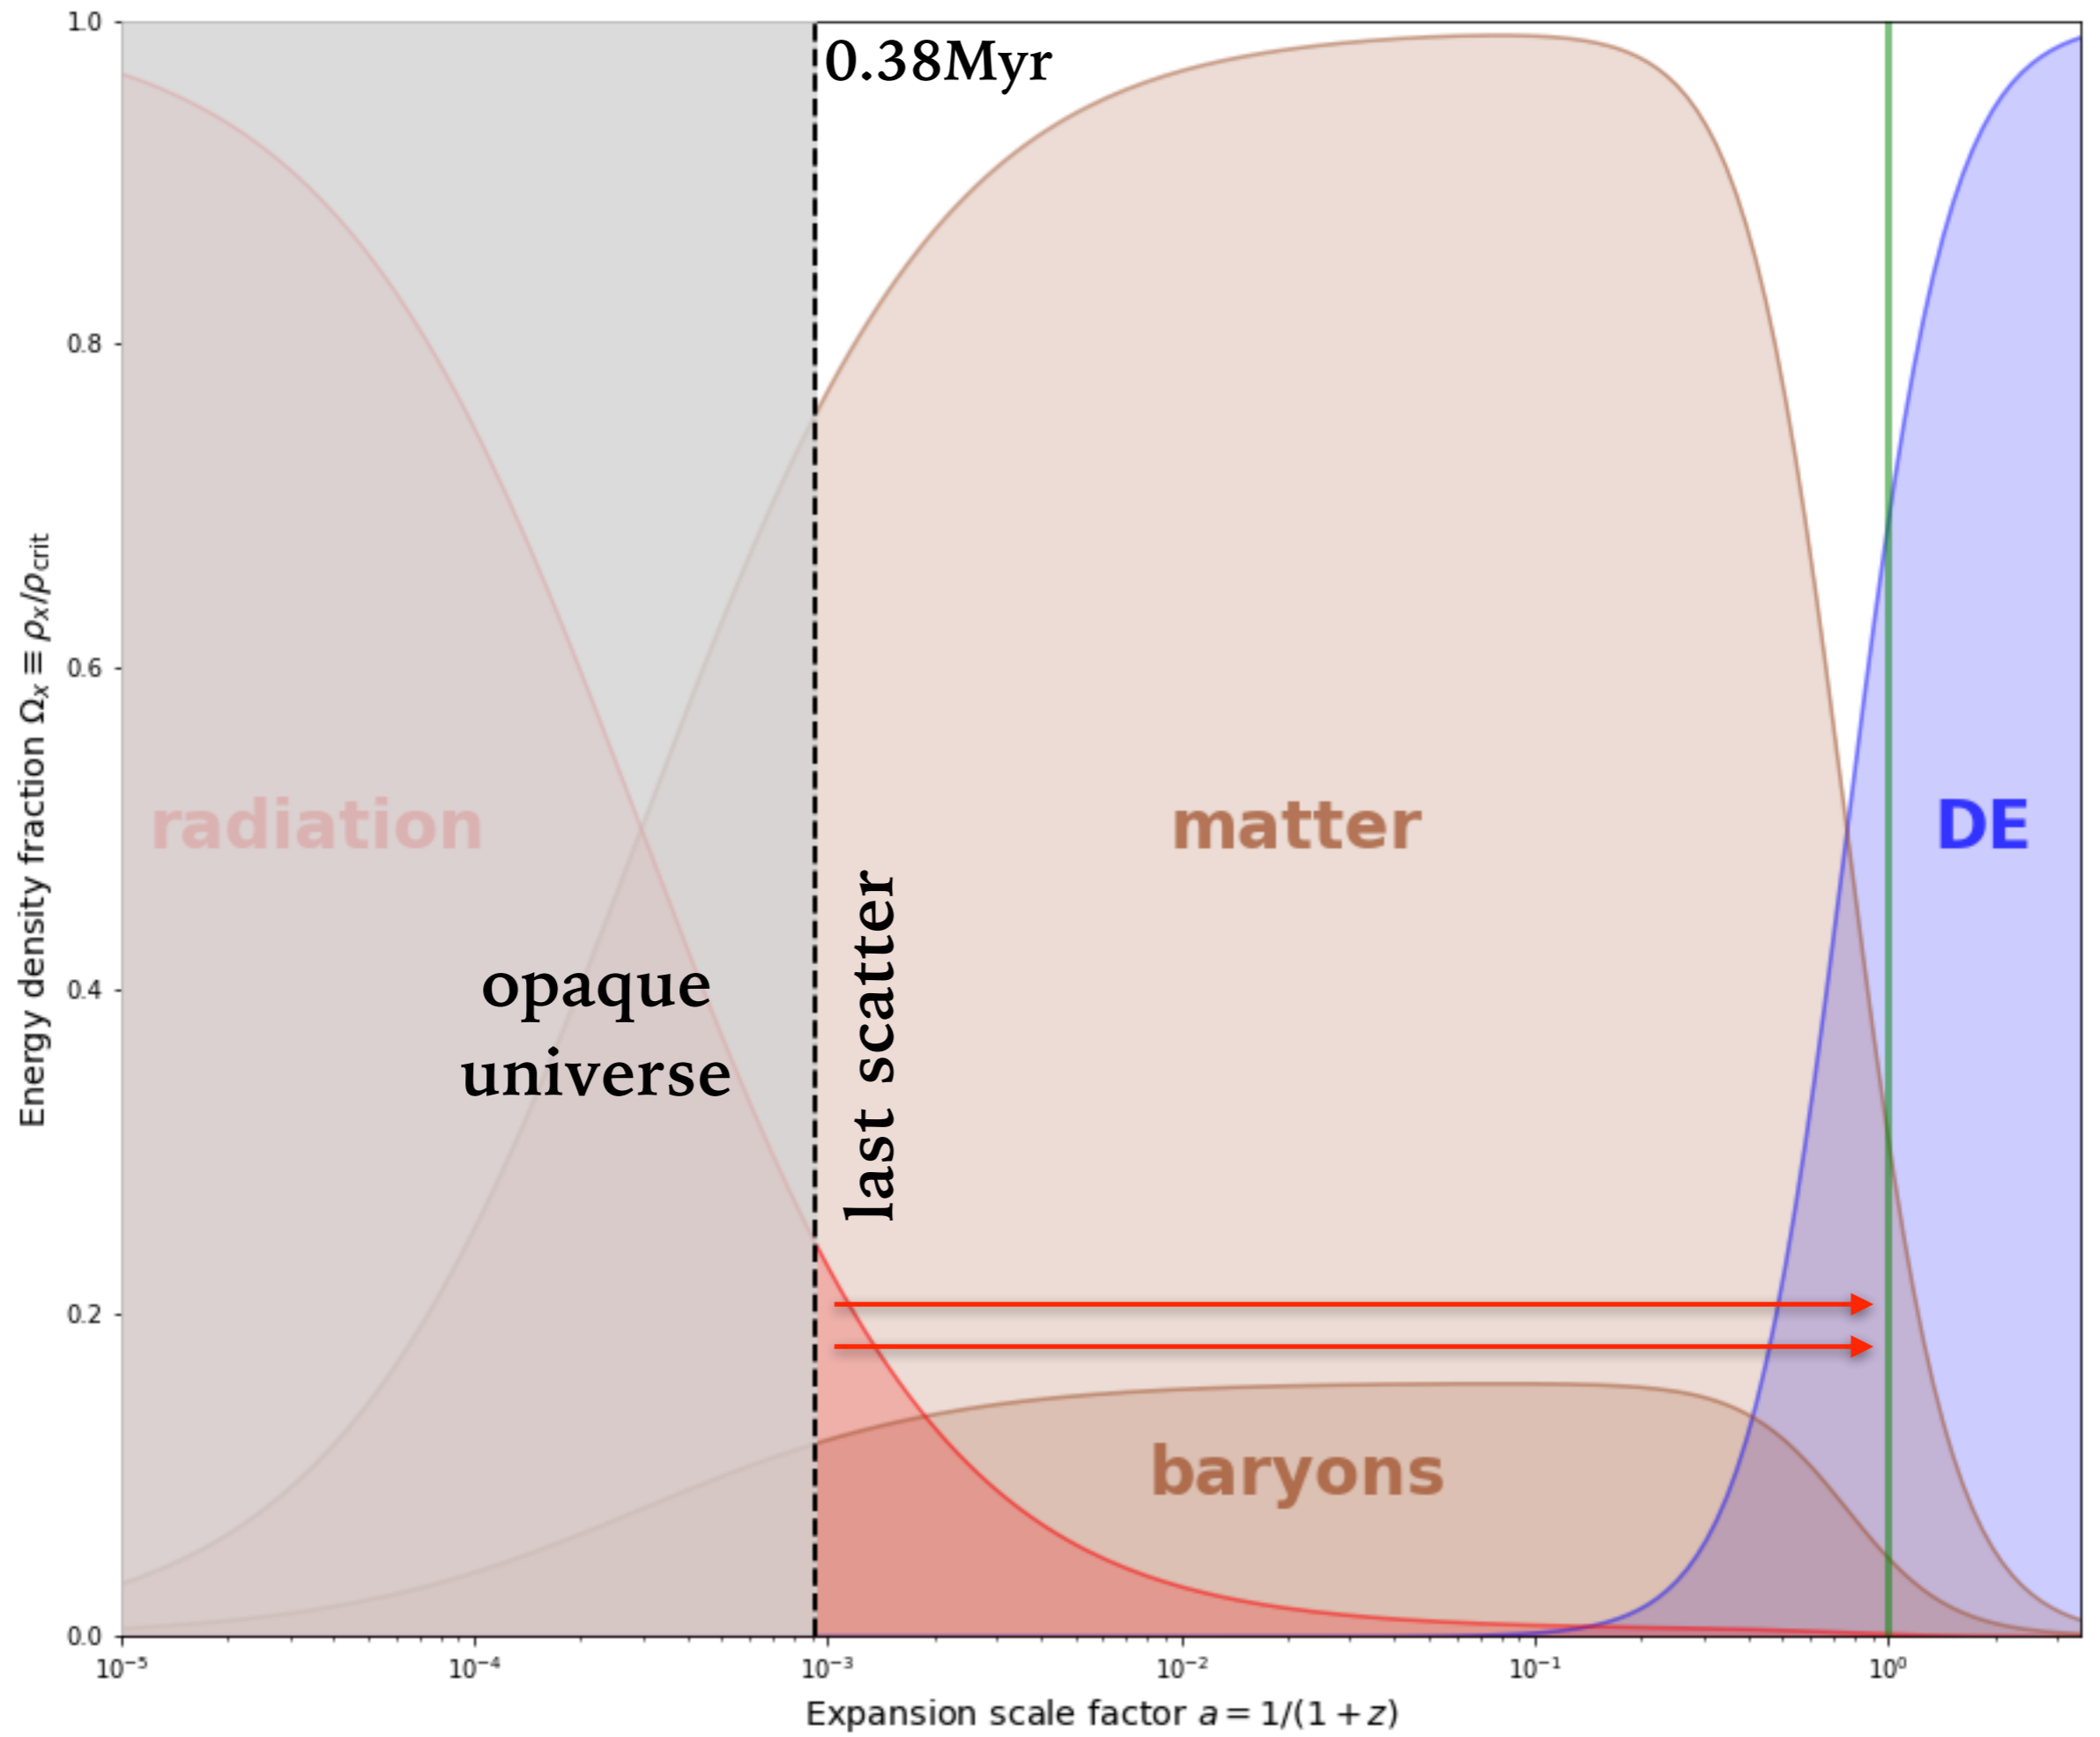 1.0
0.38Myr
0.8
0.6
Energy density fraction Ωₓ ≡ ρₓ/ρ_crit
radiation
matter
DE
opaque
universe
last scatter
0.4
0.2
baryons
0.0
10⁻⁵
10⁻⁴
10⁻³
10⁻²
10⁻¹
10⁰
Expansion scale factor a = 1/(1 + z)